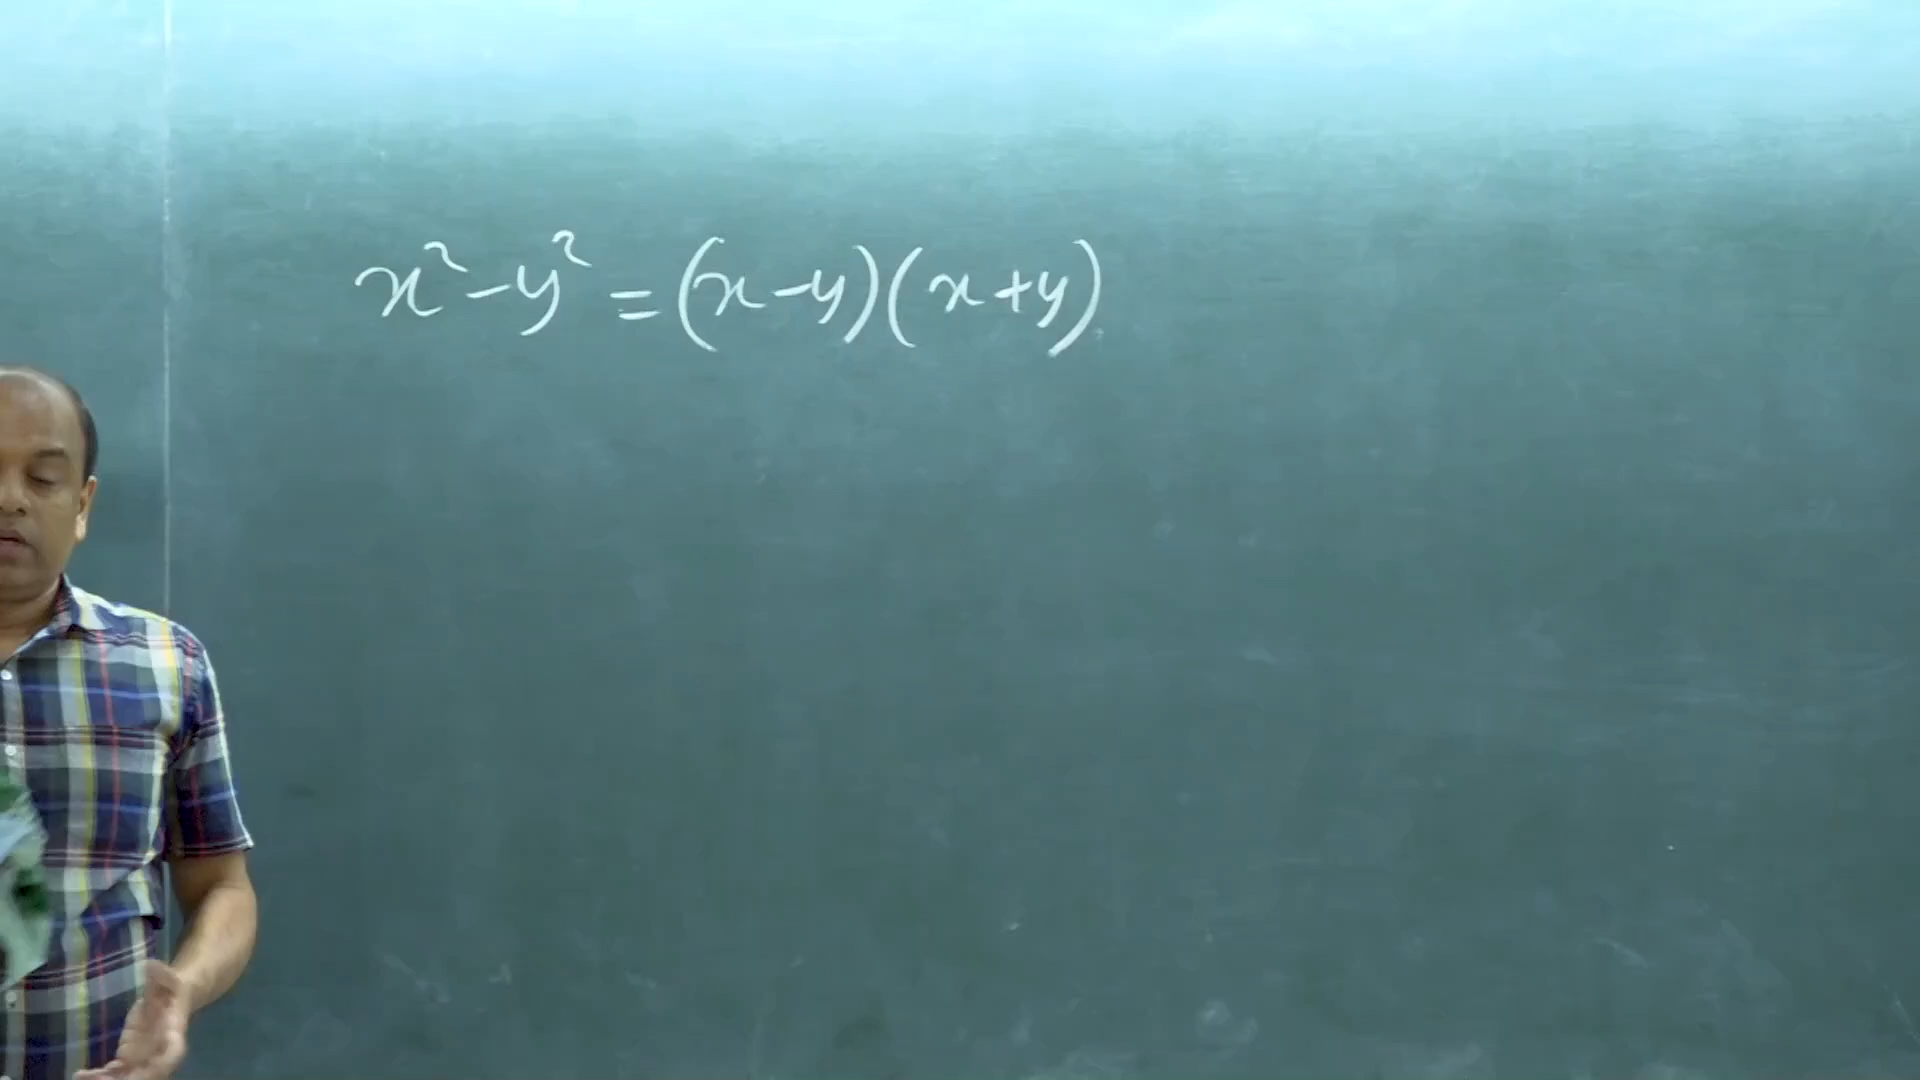 x² - y² = (x - y)(x + y)